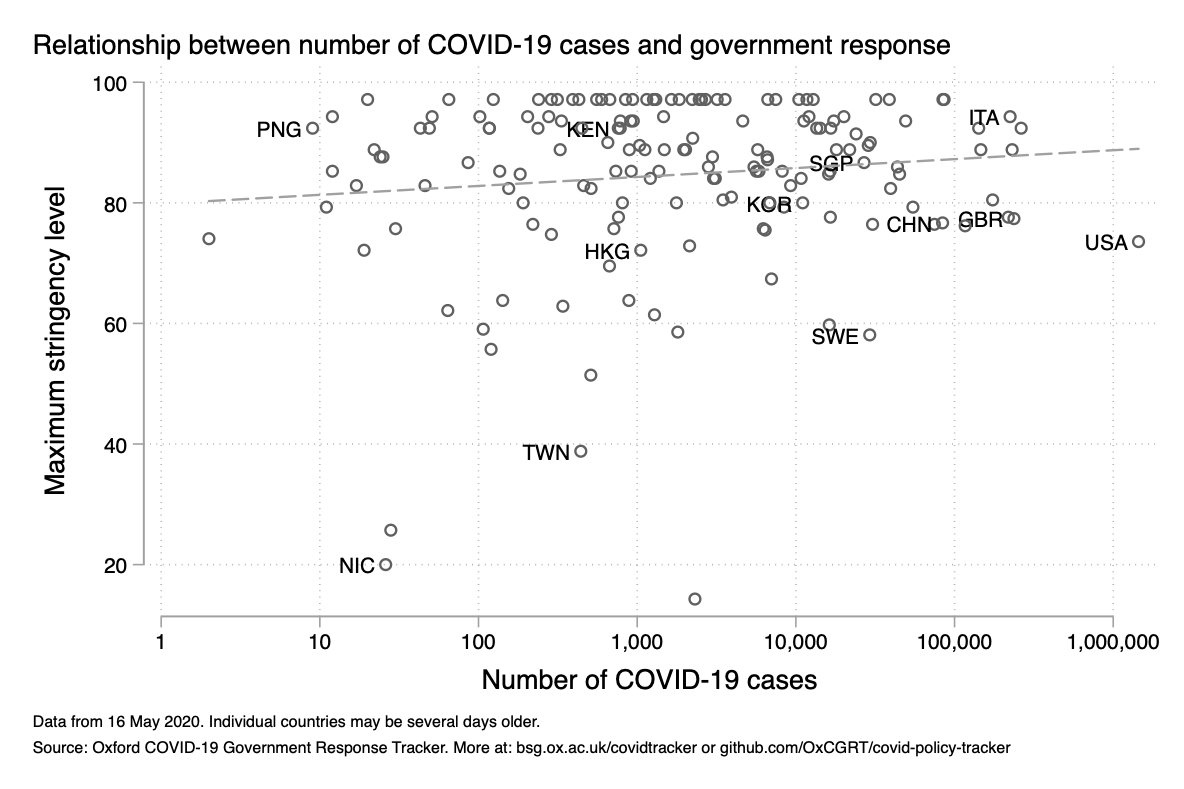 Relationship between number of COVID-19 cases and government response
Maximum stringency level
100
80
60
40
20
PNG
KEN
ITA
SGP
KOR
CHN
GBR
HKG
USA
SWE
TWN
NIC
1
10
100
1,000
10,000
100,000
1,000,000
Number of COVID-19 cases
Data from 16 May 2020. Individual countries may be several days older.
Source: Oxford COVID-19 Government Response Tracker. More at: bsg.ox.ac.uk/covidtracker or github.com/OxCGRT/covid-policy-tracker